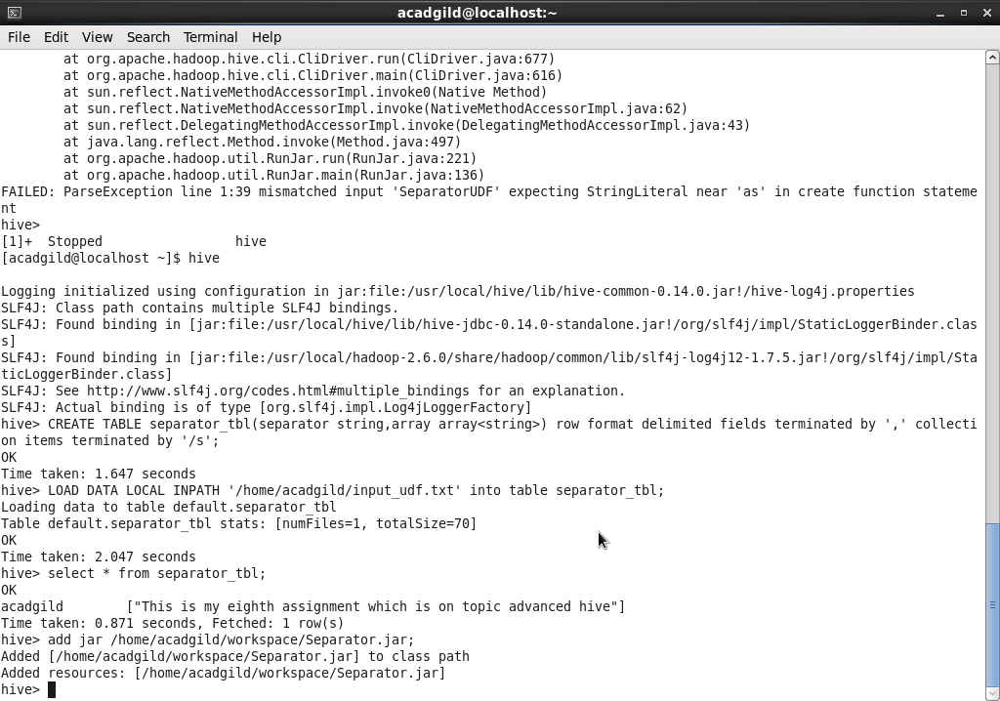 acadgild@localhost:~
File Edit View Search Terminal Help
        at org.apache.hadoop.hive.cli.CliDriver.run(CliDriver.java:677)
        at org.apache.hadoop.hive.cli.CliDriver.main(CliDriver.java:616)
        at sun.reflect.NativeMethodAccessorImpl.invoke0(Native Method)
        at sun.reflect.NativeMethodAccessorImpl.invoke(NativeMethodAccessorImpl.java:62)
        at sun.reflect.DelegatingMethodAccessorImpl.invoke(DelegatingMethodAccessorImpl.java:43)
        at java.lang.reflect.Method.invoke(Method.java:497)
        at org.apache.hadoop.util.RunJar.run(RunJar.java:221)
        at org.apache.hadoop.util.RunJar.main(RunJar.java:136)
FAILED: ParseException line 1:39 mismatched input 'SeparatorUDF' expecting StringLiteral near 'as' in create function stateme
nt
hive>
[1]+  Stopped                 hive
[acadgild@localhost ~]$ hive

Logging initialized using configuration in jar:file:/usr/local/hive/lib/hive-common-0.14.0.jar!/hive-log4j.properties
SLF4J: Class path contains multiple SLF4J bindings.
SLF4J: Found binding in [jar:file:/usr/local/hive/lib/hive-jdbc-0.14.0-standalone.jar!/org/slf4j/impl/StaticLoggerBinder.clas
s]
SLF4J: Found binding in [jar:file:/usr/local/hadoop-2.6.0/share/hadoop/common/lib/slf4j-log4j12-1.7.5.jar!/org/slf4j/impl/Sta
ticLoggerBinder.class]
SLF4J: See http://www.slf4j.org/codes.html#multiple_bindings for an explanation.
SLF4J: Actual binding is of type [org.slf4j.impl.Log4jLoggerFactory]
hive> CREATE TABLE separator_tbl(separator string,array array<string>) row format delimited fields terminated by ',' collecti
on items terminated by '/s';
OK
Time taken: 1.647 seconds
hive> LOAD DATA LOCAL INPATH '/home/acadgild/input_udf.txt' into table separator_tbl;
Loading data to table default.separator_tbl
Table default.separator_tbl stats: [numFiles=1, totalSize=70]
OK
Time taken: 2.047 seconds
hive> select * from separator_tbl;
OK
acadgild        ["This is my eighth assignment which is on topic advanced hive"]
Time taken: 0.871 seconds, Fetched: 1 row(s)
hive> add jar /home/acadgild/workspace/Separator.jar;
Added [/home/acadgild/workspace/Separator.jar] to class path
Added resources: [/home/acadgild/workspace/Separator.jar]
hive>